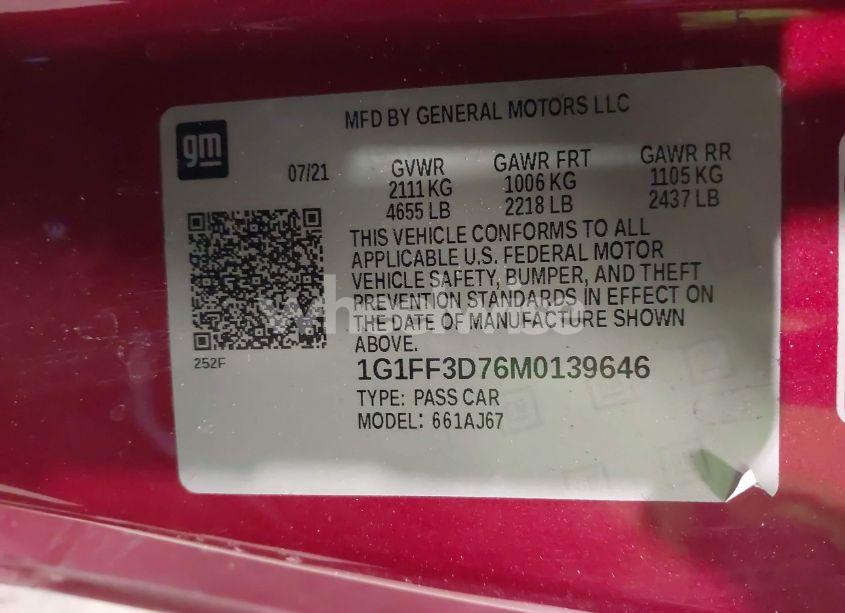 MFD BY GENERAL MOTORS LLC
gm
07/21
GVWR GAWR FRT GAWR RR
2111 KG 1006 KG 1105 KG
4655 LB 2218 LB 2437 LB
THIS VEHICLE CONFORMS TO ALL
APPLICABLE U.S. FEDERAL MOTOR
VEHICLE SAFETY, BUMPER, AND THEFT
PREVENTION STANDARDS IN EFFECT ON
THE DATE OF MANUFACTURE SHOWN
ABOVE.
252F
1G1FF3D76M0139646
TYPE: PASS CAR
MODEL: 661AJ67